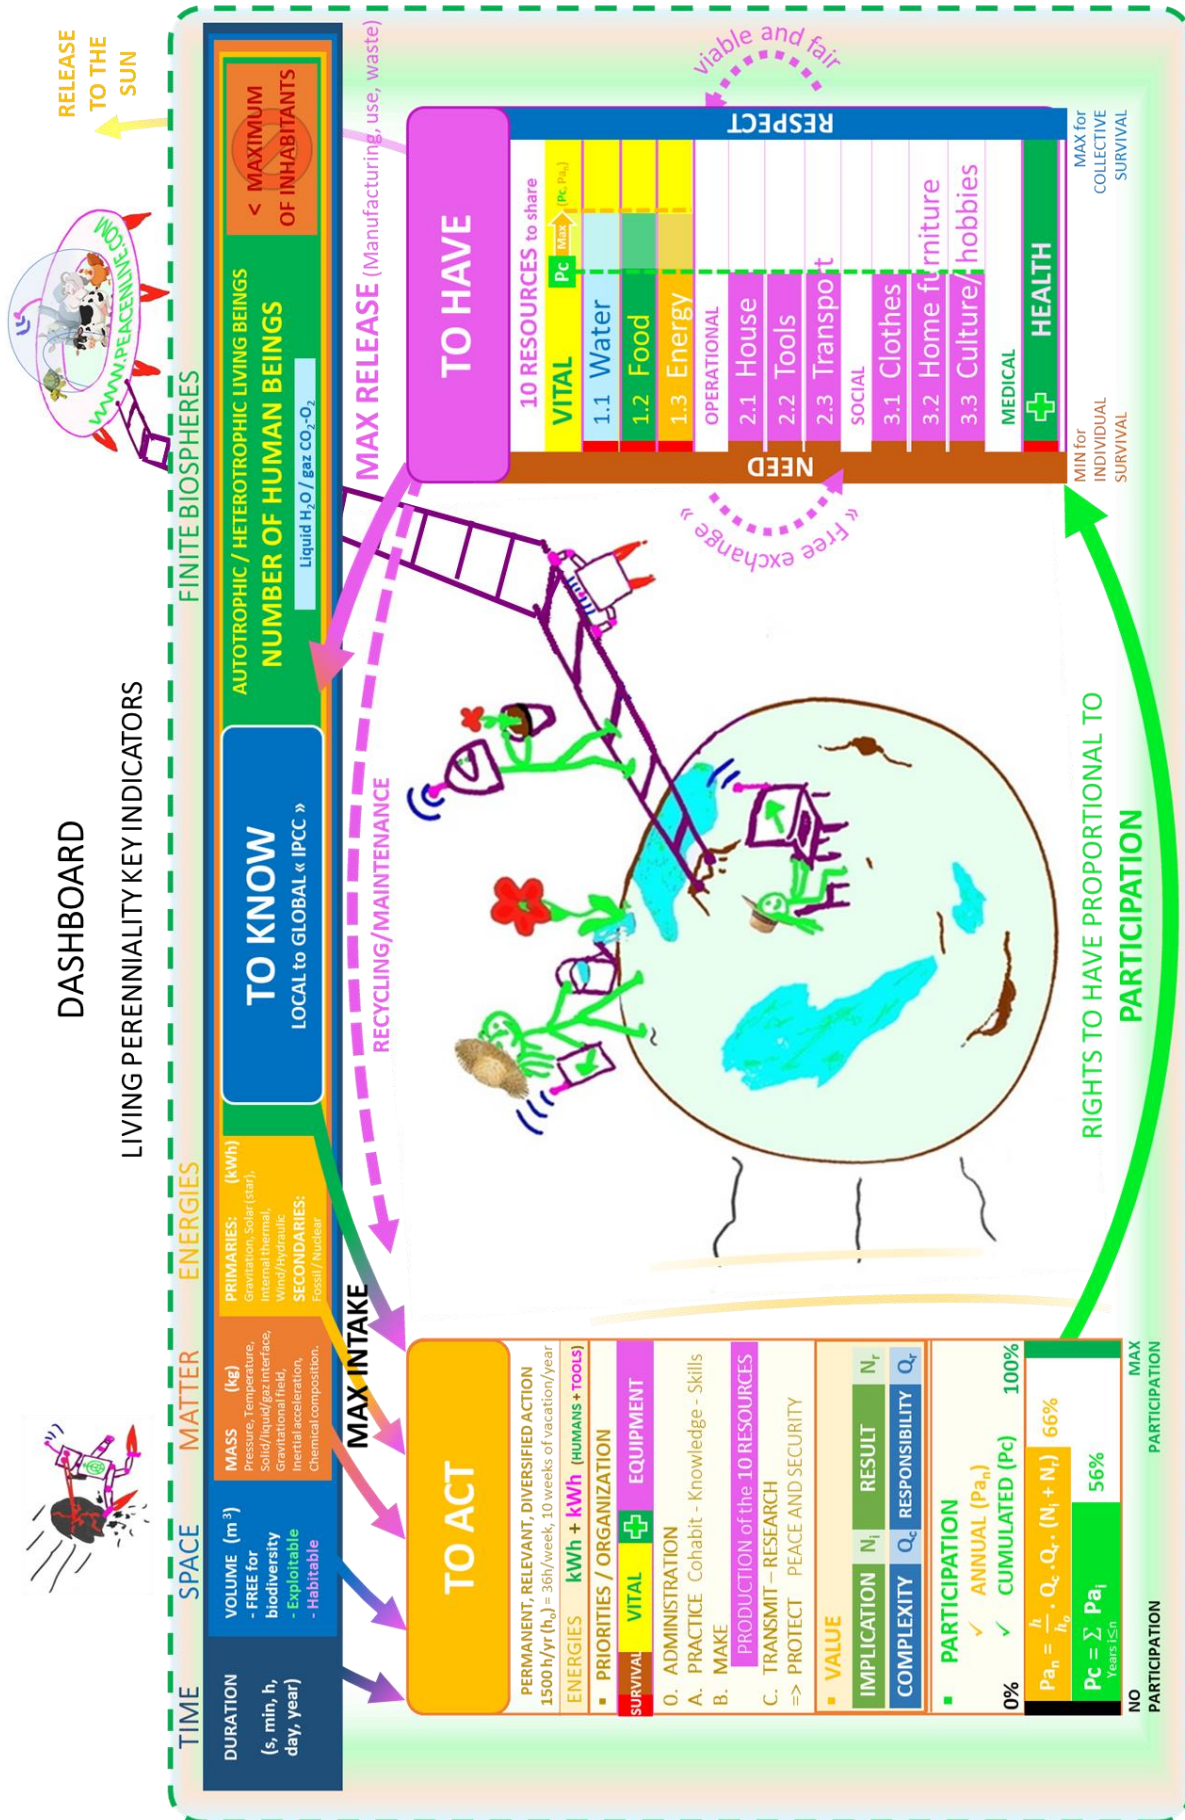 DASHBOARD
LIVING PERENNIALITY KEY INDICATORS
RELEASE
TO THE
SUN
WWW.PEACENLIVE.COM
TIME
SPACE
MATTER
ENERGIES
FINITE BIOSPHERES
DURATION
(s, min, h,
day, year)
VOLUME (m³)
- FREE for
biodiversity
- Exploitable
- Habitable
MASS (kg)
Pressure, Temperature,
Solid/liquid/gaz interface,
Gravitational field,
Inertial acceleration,
Chemical composition.
PRIMARIES: (kWh)
Gravitation, Solar (star),
Internal thermal,
Wind/Hydraulic
SECONDARIES:
Fossil / Nuclear
TO KNOW
LOCAL to GLOBAL « IPCC »
AUTOTROPHIC / HETEROTROPHIC LIVING BEINGS
NUMBER OF HUMAN BEINGS
Liquid H₂O / gaz CO₂-O₂
< MAXIMUM
OF INHABITANTS
MAX INTAKE
RECYCLING/MAINTENANCE
MAX RELEASE (Manufacturing, use, waste)
TO ACT
PERMANENT, RELEVANT, DIVERSIFIED ACTION
1500 h/yr (h₀) = 36h/week, 10 weeks of vacation/year
ENERGIES kWh + kWh (HUMANS + TOOLS)
▪ PRIORITIES / ORGANIZATION
SURVIVAL VITAL EQUIPMENT
0. ADMINISTRATION
A. PRACTICE Cohabit - Knowledge - Skills
B. MAKE
PRODUCTION of the 10 RESOURCES
C. TRANSMIT – RESEARCH
=> PROTECT PEACE AND SECURITY
▪ VALUE
IMPLICATION Nᵢ RESULT Nᵣ
COMPLEXITY Q꜀ RESPONSIBILITY Qᵣ
▪ PARTICIPATION
✓ ANNUAL (Paₙ)
✓ CUMULATED (Pc)
0% 100%
Paₙ = h/h₀ . Q꜀ . Qᵣ . (Nᵢ + Nᵣ) 66%
Pc = Σ Paᵢ 56%
Years i≤n
NO
PARTICIPATION
MAX
PARTICIPATION
RIGHTS TO HAVE PROPORTIONAL TO
PARTICIPATION
TO HAVE
10 RESOURCES to share
VITAL Pc Max (Pc, Paₙ)
1.1 Water
1.2 Food
1.3 Energy
OPERATIONAL
2.1 House
2.2 Tools
2.3 Transport
SOCIAL
3.1 Clothes
3.2 Home furniture
3.3 Culture/ hobbies
MEDICAL
HEALTH
NEED
RESPECT
« Free exchange »
viable and fair
MIN for
INDIVIDUAL
SURVIVAL
MAX for
COLLECTIVE
SURVIVAL